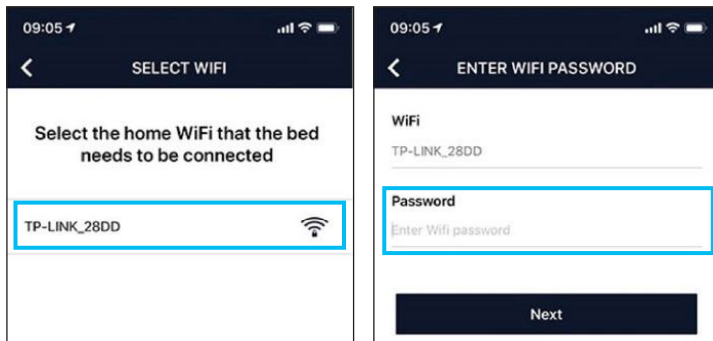 09:05
SELECT WIFI
Select the home WiFi that the bed
needs to be connected
TP-LINK_28DD
09:05
ENTER WIFI PASSWORD
WiFi
TP-LINK_28DD
Password
Enter Wifi password
Next